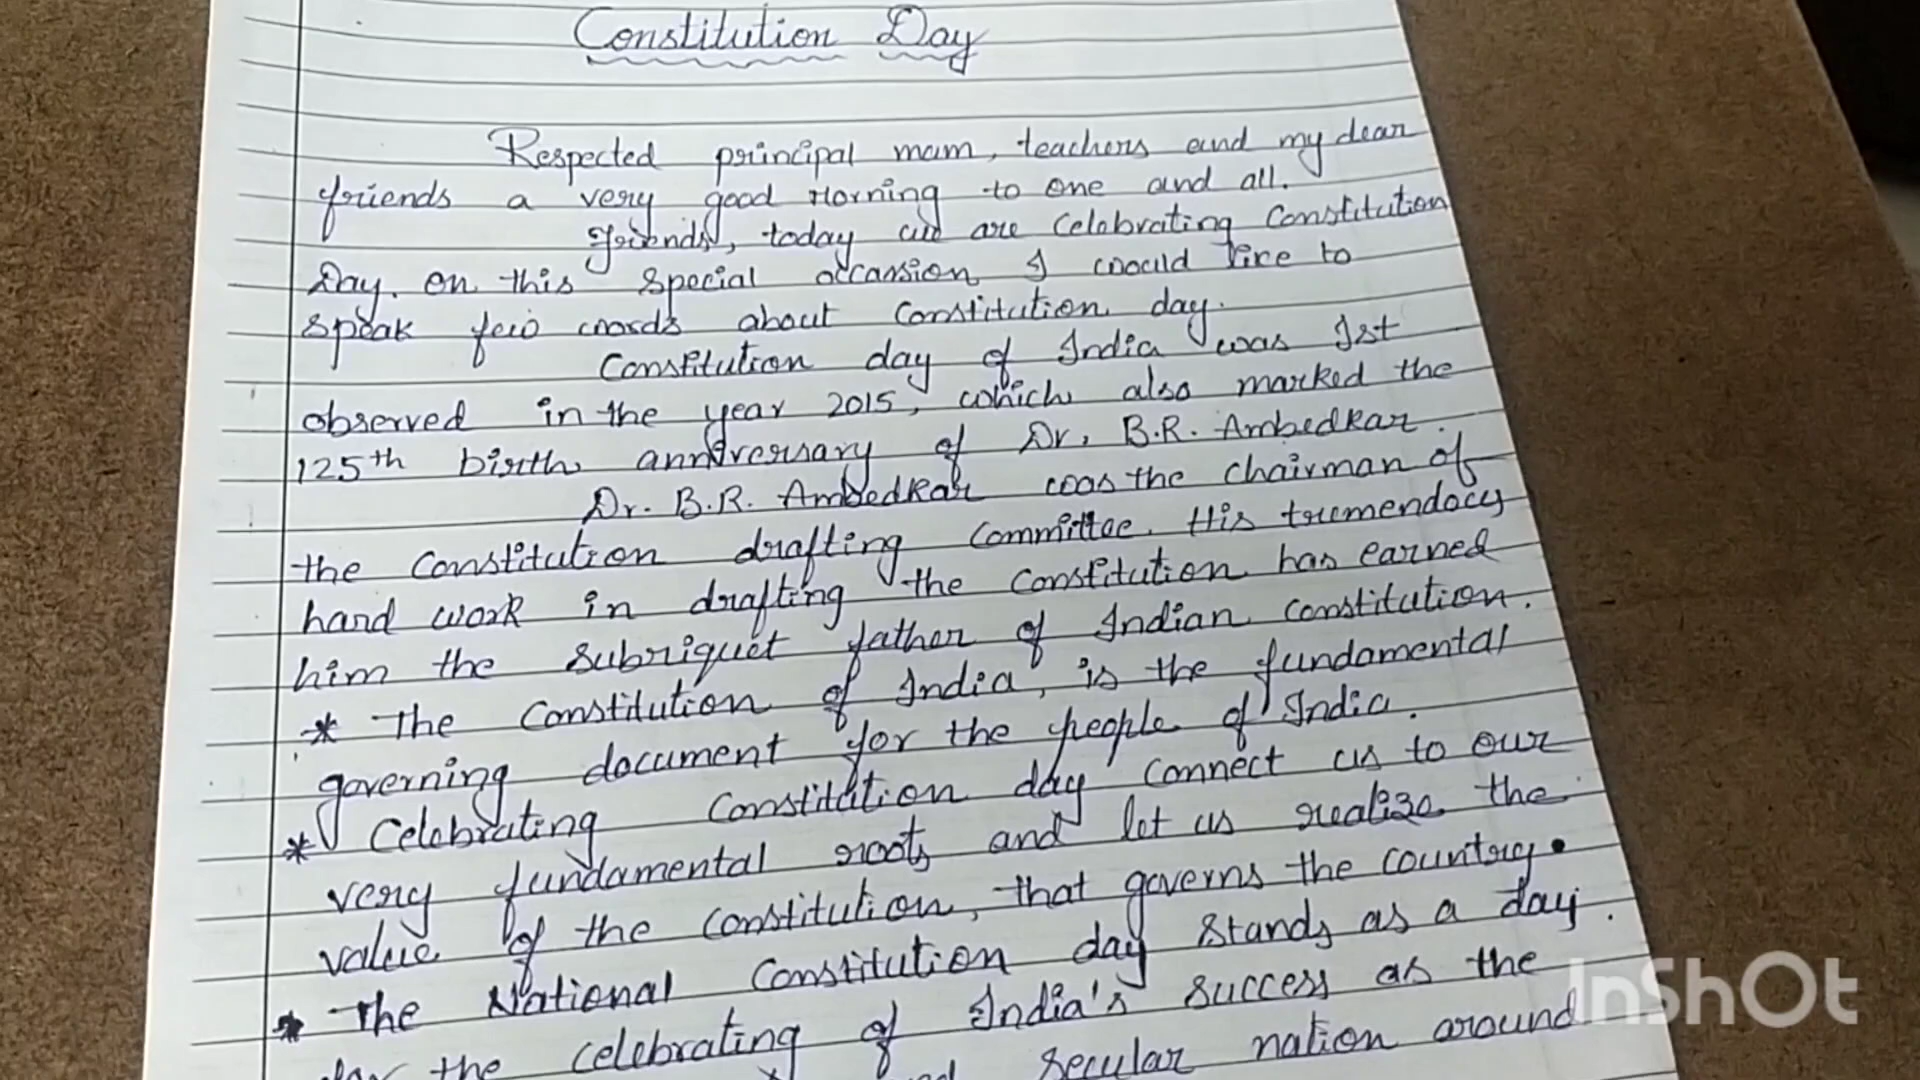 Constitution Day
Respected principal mam, teachers and my dear
friends a very good Morning to one and all.
friends, today we are Celebrating Constitution
Day. on this special occassion I would like to
speak few words about Constitution day.
Constitution day of India was 1st
observed in the year 2015, which also marked the
125th birth anniversary of Dr. B.R. Ambedkar.
Dr. B.R. Ambedkar was the chairman of
the Constitution drafting Committee. His
hard work in drafting the Constitution has earned
him the subriquet father of Indian constitution.
* The Constitution of India, is the fundamental
governing document for the people of India.
* Celebrating Constitution day connect us to our
very fundamental roots and let us realize the
value of the constitution, that governs the country.
* The National Constitution day stands as a day.
the celebrating of India's success as the
secular nation around
InShOt